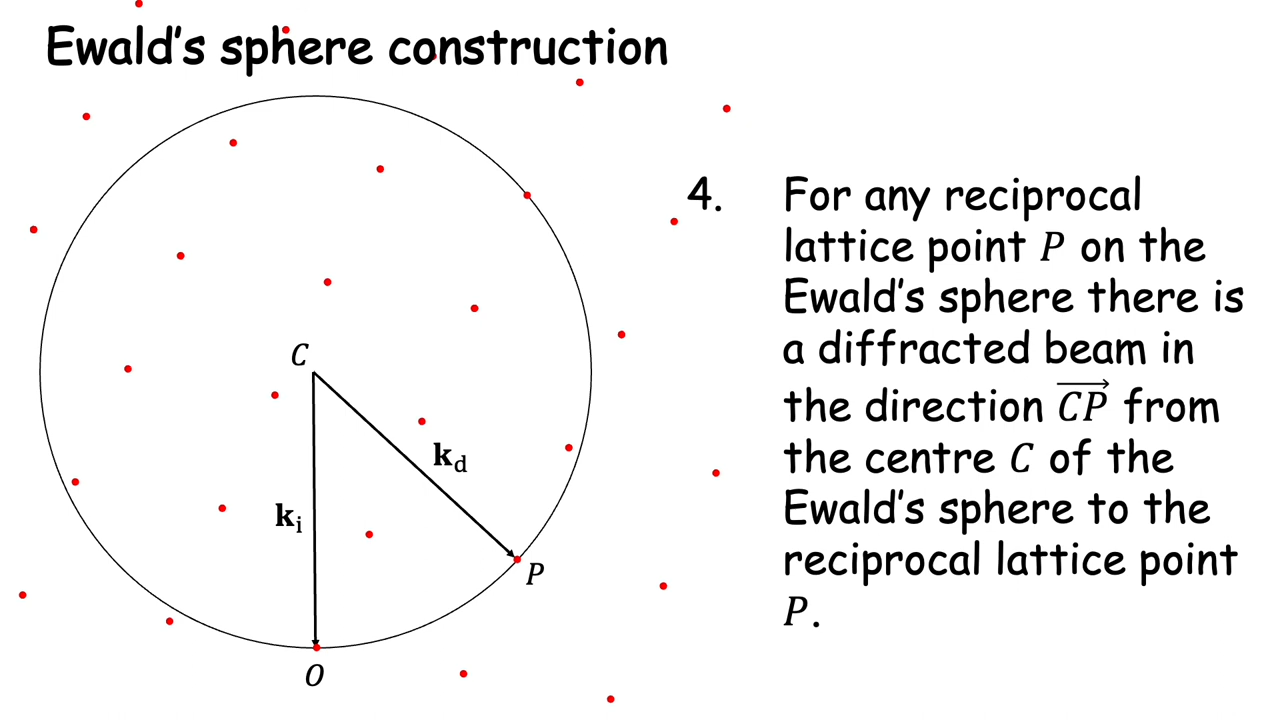 Ewald's sphere construction
4. For any reciprocal
lattice point P on the
Ewald's sphere there is
a diffracted beam in
the direction $\overrightarrow{CP}$ from
the centre C of the
Ewald's sphere to the
reciprocal lattice point
P.
C
k_d
k_i
P
O